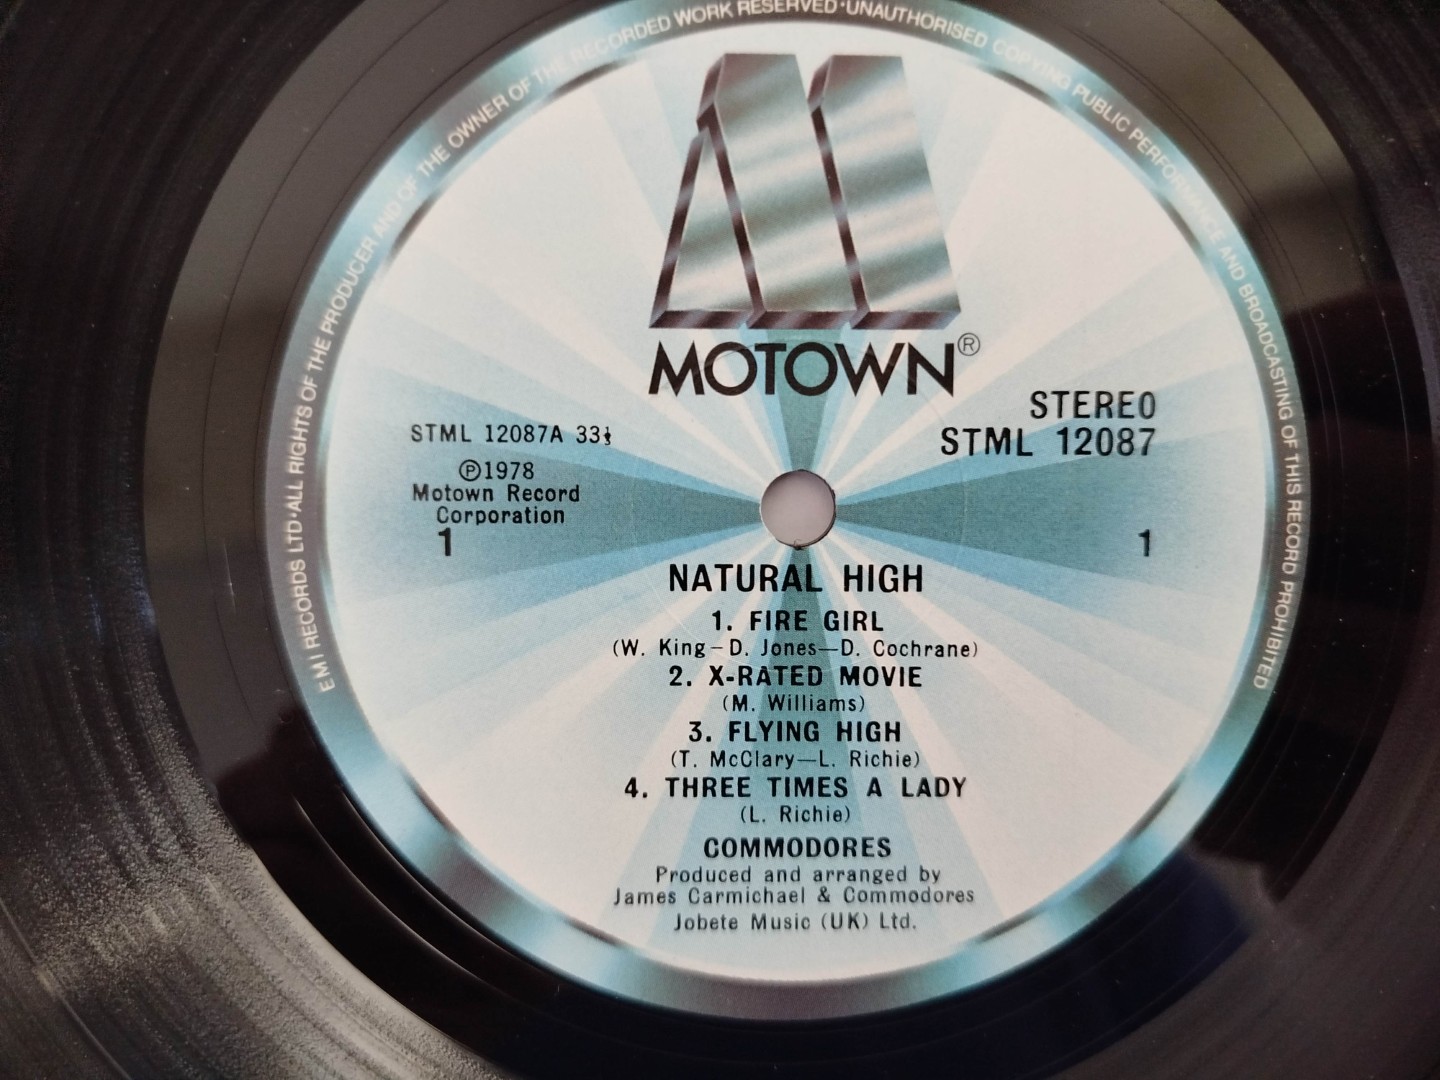 EMI RECORDS LTD·ALL RIGHTS OF THE PRODUCER AND OF THE OWNER OF THE RECORDED WORK RESERVED·UNAUTHORISED COPYING PUBLIC PERFORMANCE AND BROADCASTING OF THIS RECORD PROHIBITED
MOTOWN®
STEREO
STML 12087A 33⅓
STML 12087
℗1978
Motown Record
Corporation
1
1
NATURAL HIGH
1. FIRE GIRL
(W. King–D. Jones—D. Cochrane)
2. X-RATED MOVIE
(M. Williams)
3. FLYING HIGH
(T. McClary—L. Richie)
4. THREE TIMES A LADY
(L. Richie)
COMMODORES
Produced and arranged by
James Carmichael & Commodores
Jobete Music (UK) Ltd.